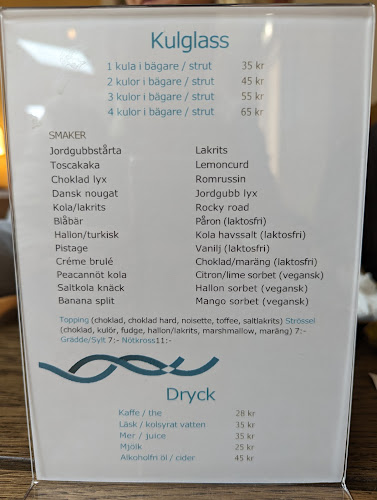 Kulglass
1 kula i bägare / strut 35 kr
2 kulor i bägare / strut 45 kr
3 kulor i bägare / strut 55 kr
4 kulor i bägare / strut 65 kr
SMAKER
Jordgubbstårta Lakrits
Toscakaka Lemoncurd
Choklad lyx Romrussin
Dansk nougat Jordgubb lyx
Kola/lakrits Rocky road
Blåbär Päron (laktosfri)
Hallon/turkisk Kola havssalt (laktosfri)
Pistage Vanilj (laktosfri)
Créme brulé Choklad/maräng (laktosfri)
Peacannöt kola Citron/lime sorbet (vegansk)
Saltkola knäck Hallon sorbet (vegansk)
Banana split Mango sorbet (vegansk)
Topping (choklad, choklad hard, noisette, toffee, saltlakrits) Strössel
(choklad, kulör, fudge, hallon/lakrits, marshmallow, maräng) 7:-
Grädde/Sylt 7:- Nötkross11:-
Dryck
Kaffe / the 28 kr
Läsk / kolsyrat vatten 35 kr
Mer / juice 35 kr
Mjölk 25 kr
Alkoholfri öl / cider 45 kr